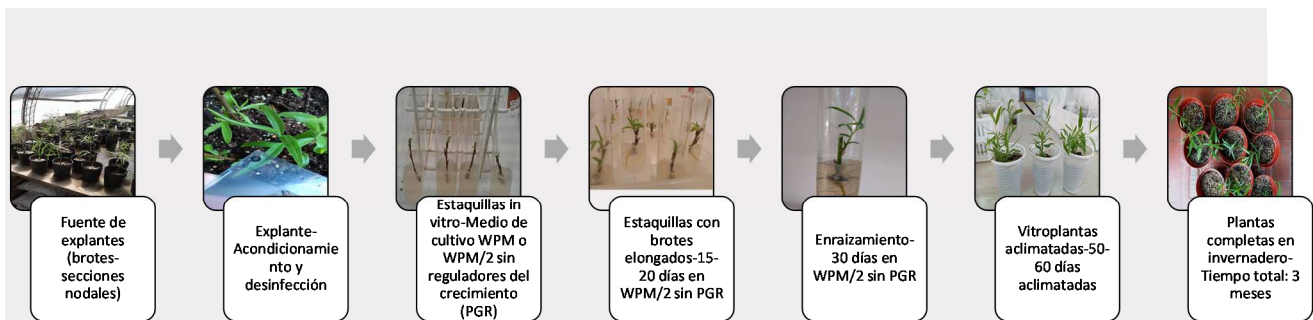 Fuente de
explantes
(brotes-
secciones
nodales)
Explante-
Acondicionamie
nto y
desinfección
Estaquillas in
vitro-Medio de
cultivo WPM o
WPM/2 sin
reguladores del
crecimiento
(PGR)
Estaquillas con
brotes
elongados-15-
20 días en
WPM/2 sin PGR
Enraizamiento-
30 días en
WPM/2 sin PGR
Vitroplantas
aclimatadas-50-
60 días
aclimatadas
Plantas
completas en
invernadero-
Tiempo total: 3
meses